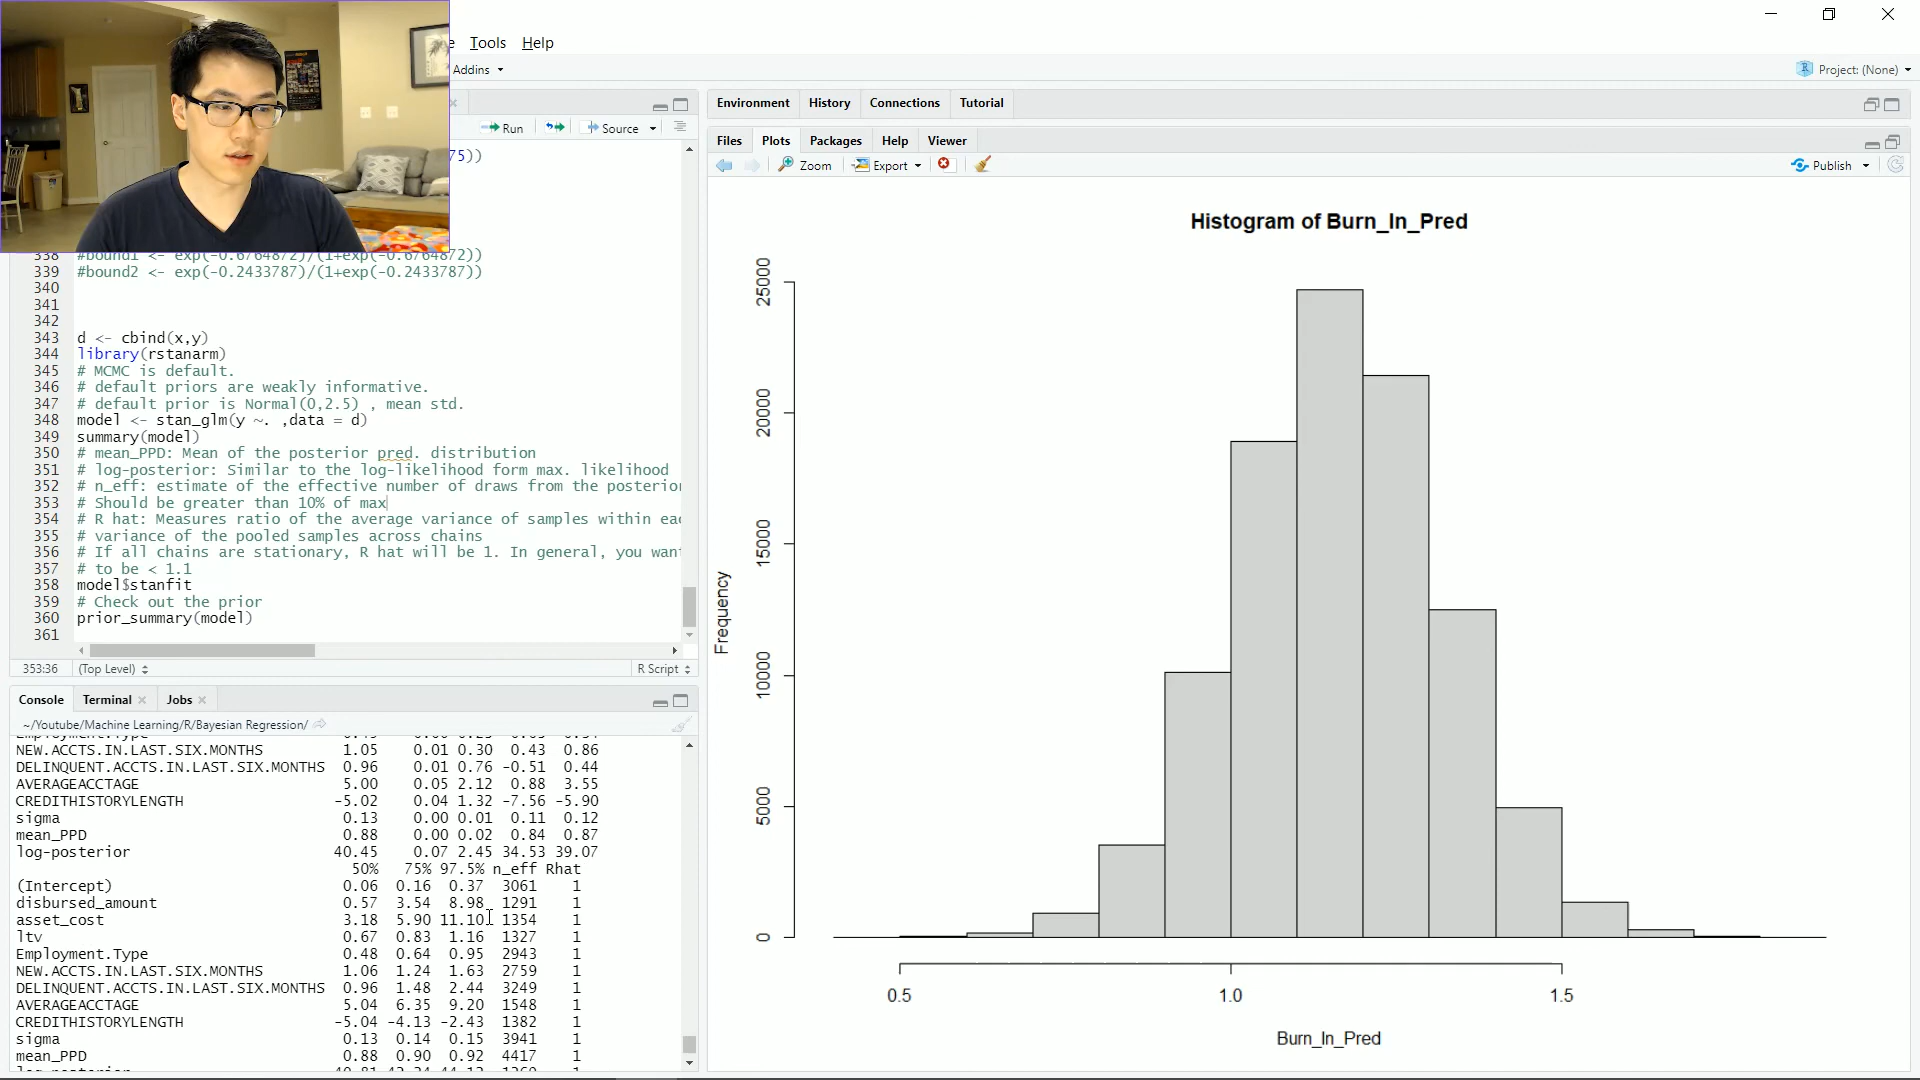 Tools Help
Addins
Project: (None)
Run Source
75))
338 #bound1 <- exp(-0.6764872)/(1+exp(-0.6764872))
339 #bound2 <- exp(-0.2433787)/(1+exp(-0.2433787))
340
341
342
343 d <- cbind(x,y)
344 library(rstanarm)
345 # MCMC is default.
346 # default priors are weakly informative.
347 # default prior is Normal(0,2.5) , mean std.
348 model <- stan_glm(y ~. ,data = d)
349 summary(model)
350 # mean_PPD: Mean of the posterior pred. distribution
351 # log-posterior: Similar to the log-likelihood form max. likelihood
352 # n_eff: estimate of the effective number of draws from the posterior
353 # Should be greater than 10% of max
354 # R hat: Measures ratio of the average variance of samples within eac
355 # variance of the pooled samples across chains
356 # If all chains are stationary, R hat will be 1. In general, you want
357 # to be < 1.1
358 model$stanfit
359 # Check out the prior
360 prior_summary(model)
361
353:36 (Top Level) R Script
Console Terminal Jobs
~/Youtube/Machine Learning/R/Bayesian Regression/
NEW.ACCTS.IN.LAST.SIX.MONTHS 1.05 0.01 0.30 0.43 0.86
DELINQUENT.ACCTS.IN.LAST.SIX.MONTHS 0.96 0.01 0.76 -0.51 0.44
AVERAGEACCTAGE 5.00 0.05 2.12 0.88 3.55
CREDITHISTORYLENGTH -5.02 0.04 1.32 -7.56 -5.90
sigma 0.13 0.00 0.01 0.11 0.12
mean_PPD 0.88 0.00 0.02 0.84 0.87
log-posterior 40.45 0.07 2.45 34.53 39.07
50% 75% 97.5% n_eff Rhat
(Intercept) 0.06 0.16 0.37 3061 1
disbursed_amount 0.57 3.54 8.98 1291 1
asset_cost 3.18 5.90 11.10 1354 1
ltv 0.67 0.83 1.16 1327 1
Employment.Type 0.48 0.64 0.95 2943 1
NEW.ACCTS.IN.LAST.SIX.MONTHS 1.06 1.24 1.63 2759 1
DELINQUENT.ACCTS.IN.LAST.SIX.MONTHS 0.96 1.48 2.44 3249 1
AVERAGEACCTAGE 5.04 6.35 9.20 1548 1
CREDITHISTORYLENGTH -5.04 -4.13 -2.43 1382 1
sigma 0.13 0.14 0.15 3941 1
mean_PPD 0.88 0.90 0.92 4417 1
Environment History Connections Tutorial
Files Plots Packages Help Viewer
Zoom Export Publish
Histogram of Burn_In_Pred
Frequency
25000
20000
15000
10000
5000
0
0.5 1.0 1.5
Burn_In_Pred